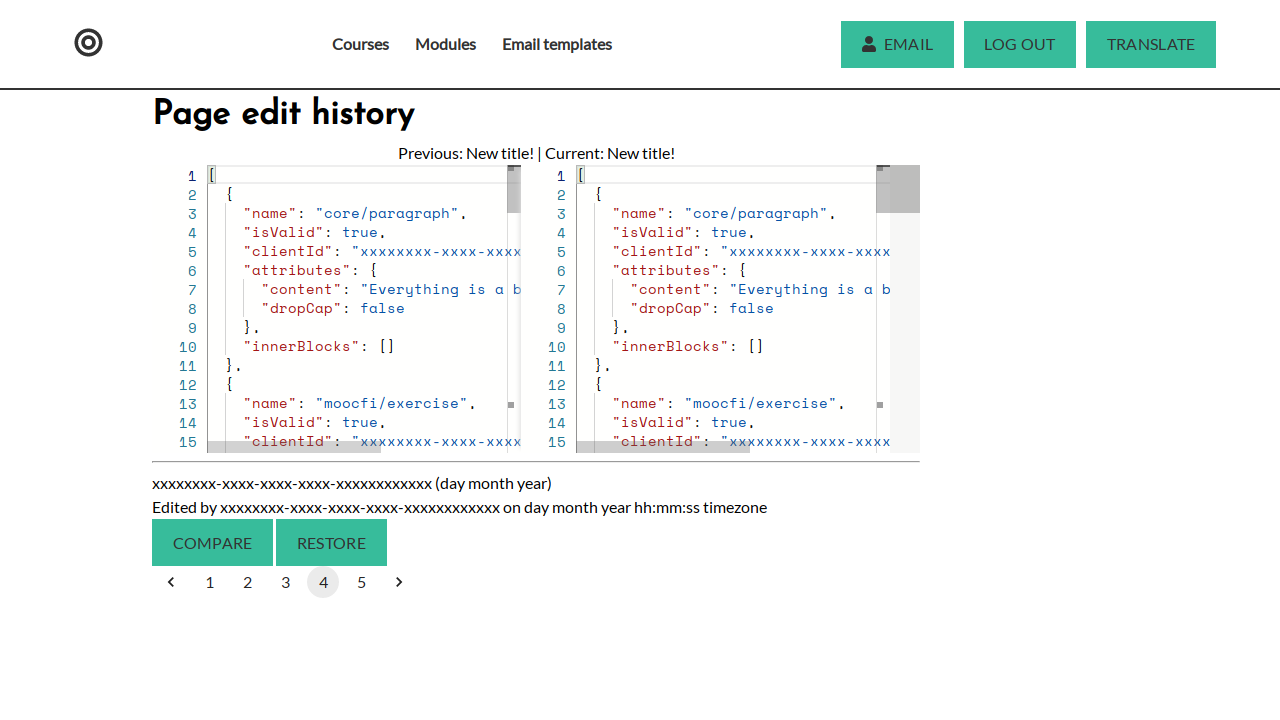 Courses Modules Email templates EMAIL LOG OUT TRANSLATE
Page edit history
Previous: New title! | Current: New title!
1 [
2 {
3 "name": "core/paragraph",
4 "isValid": true,
5 "clientId": "xxxxxxxx-xxxx-xxxx
6 "attributes": {
7 "content": "Everything is a b
8 "dropCap": false
9 },
10 "innerBlocks": []
11 },
12 {
13 "name": "moocfi/exercise",
14 "isValid": true,
15 "clientId": "xxxxxxxx-xxxx-xxxx
1 [
2 {
3 "name": "core/paragraph",
4 "isValid": true,
5 "clientId": "xxxxxxxx-xxxx-xxxx
6 "attributes": {
7 "content": "Everything is a b
8 "dropCap": false
9 },
10 "innerBlocks": []
11 },
12 {
13 "name": "moocfi/exercise",
14 "isValid": true,
15 "clientId": "xxxxxxxx-xxxx-xxxx
xxxxxxxx-xxxx-xxxx-xxxx-xxxxxxxxxxxx (day month year)
Edited by xxxxxxxx-xxxx-xxxx-xxxx-xxxxxxxxxxxx on day month year hh:mm:ss timezone
COMPARE RESTORE
1 2 3 4 5